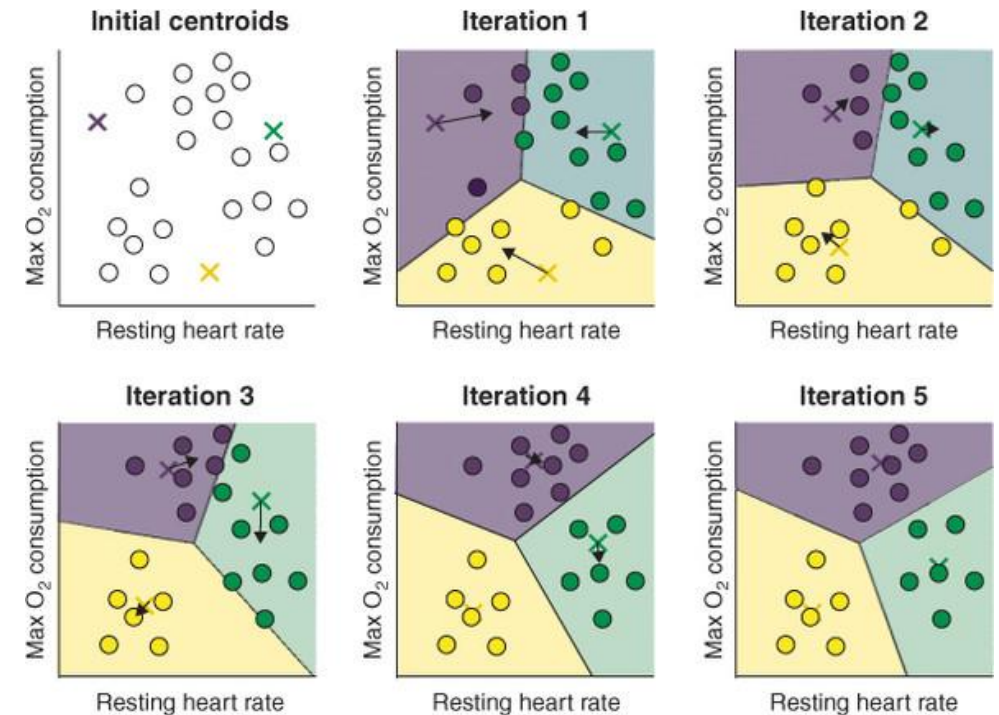 Initial centroids
Iteration 1
Iteration 2
Max O₂ consumption
Max O₂ consumption
Max O₂ consumption
Resting heart rate
Resting heart rate
Resting heart rate
Iteration 3
Iteration 4
Iteration 5
Max O₂ consumption
Max O₂ consumption
Max O₂ consumption
Resting heart rate
Resting heart rate
Resting heart rate